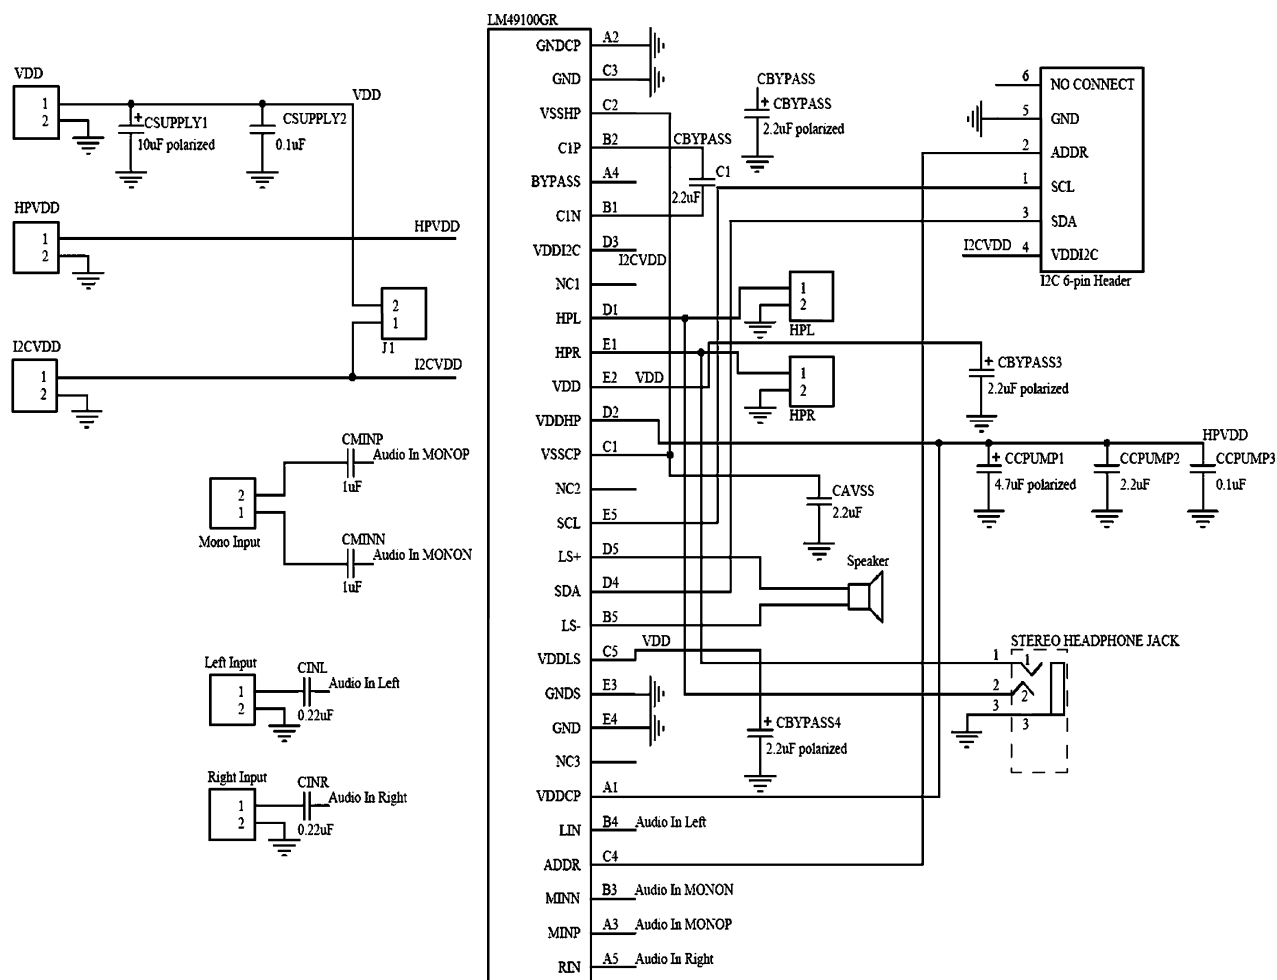 LM49100GR
GNDCP A2
GND C3
VSSHP C2
C1P B2
BYPASS A4
C1N B1
VDDI2C D3
I2CVDD
NC1
HPL D1
HPR E1
VDD E2 VDD
VDDHP D2
VSSCP C1
NC2
SCL E5
LS+ D5
SDA D4
LS- B5
VDDLS C5 VDD
GNDS E3
GND E4
NC3
VDDCP A1
LIN B4 Audio In Left
ADDR C4
MINN B3 Audio In MONON
MINP A3 Audio In MONOP
RIN A5 Audio In Right
VDD
1
2
+ CSUPPLY1
10uF polarized
CSUPPLY2
0.1uF
VDD
HPVDD
1
2
HPVDD
2
1
J1
I2CVDD
1
2
I2CVDD
CMINP
Audio In MONOP
1uF
2
1
Mono Input
CMINN
Audio In MONON
1uF
Left Input
1
2
CINL
Audio In Left
0.22uF
Right Input
1
2
CINR
Audio In Right
0.22uF
CBYPASS
+ CBYPASS
2.2uF polarized
CBYPASS
C1
2.2uF
6 NO CONNECT
5 GND
2 ADDR
1 SCL
3 SDA
I2CVDD 4 VDDI2C
I2C 6-pin Header
1
2
HPL
1
2
HPR
+ CBYPASS3
2.2uF polarized
HPVDD
+ CCPUMP1
4.7uF polarized
CCPUMP2
2.2uF
CCPUMP3
0.1uF
CAVSS
2.2uF
Speaker
+ CBYPASS4
2.2uF polarized
STEREO HEADPHONE JACK
1 1
2 2
3 3